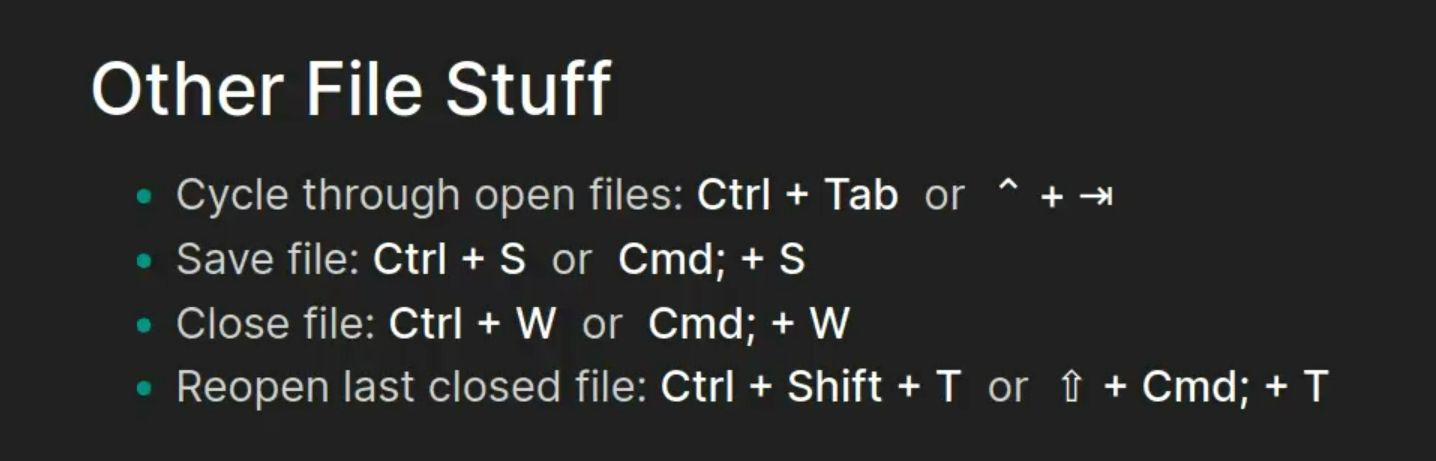 Other File Stuff
• Cycle through open files: Ctrl + Tab or ⌃ + ⇥
• Save file: Ctrl + S or Cmd; + S
• Close file: Ctrl + W or Cmd; + W
• Reopen last closed file: Ctrl + Shift + T or ⇧ + Cmd; + T